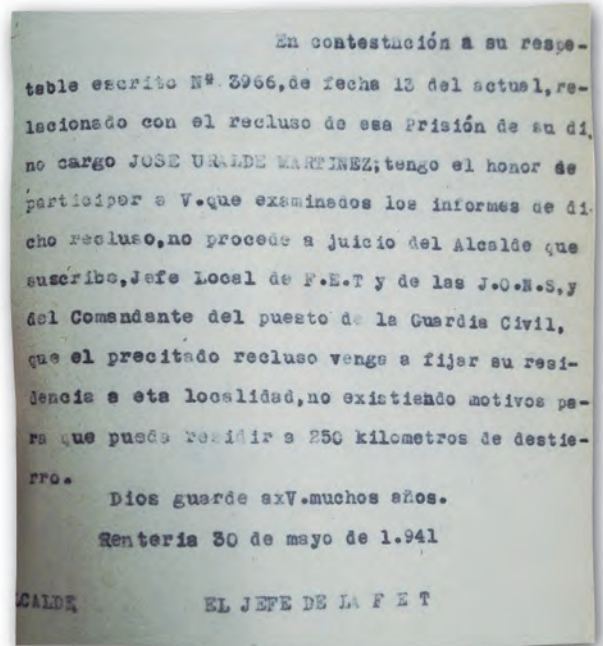 En contestación a su respe-
table escrito Nº 3966,de fecha 13 del actual,re-
lacionado con el recluso de esa Prisión de su di
no cargo JOSE URALDE MARTINEZ;tengo el honor de
participar a V.que examinados los informes de di-
cho recluso,no procede a juicio del Alcalde que
suscribe,Jefe Local de F.E.T y de las J.O.N.S,y
del Comandante del puesto de la Guardia Civil,
que el precitado recluso venga a fijar su resi-
dencia a eta localidad,no existiendo motivos pa-
ra que pueda residir a 250 kilometros de destie-
rro.
Dios guarde axV.muchos años.
Renteria 30 de mayo de 1.941
LCALDE EL JEFE DE LA F E T